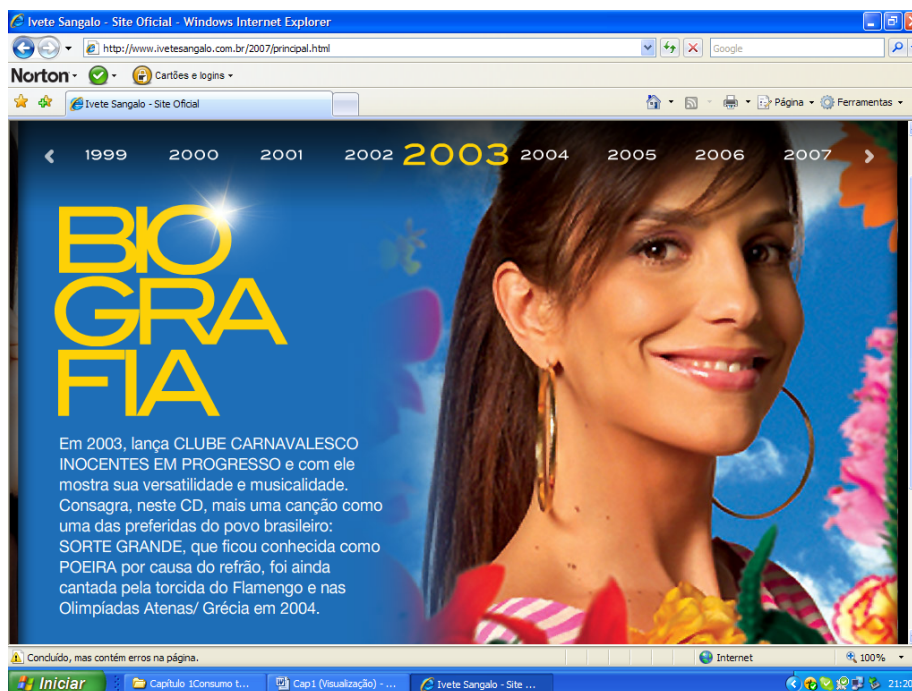 Ivete Sangalo - Site Oficial - Windows Internet Explorer
http://www.ivetesangalo.com.br/2007/principal.html
Google
Norton
Cartões e logins
Ivete Sangalo - Site Oficial
Página
Ferramentas
1999 2000 2001 2002 2003 2004 2005 2006 2007
BIO
GRA
FIA
Em 2003, lança CLUBE CARNAVALESCO
INOCENTES EM PROGRESSO e com ele
mostra sua versatilidade e musicalidade.
Consagra, neste CD, mais uma canção como
uma das preferidas do povo brasileiro:
SORTE GRANDE, que ficou conhecida como
POEIRA por causa do refrão, foi ainda
cantada pela torcida do Flamengo e nas
Olimpíadas Atenas/ Grécia em 2004.
Concluído, mas contém erros na página.
Internet
100%
Iniciar
Capítulo 1Consumo t...
Cap1 (Visualização) - ...
Ivete Sangalo - Site ...
21:20